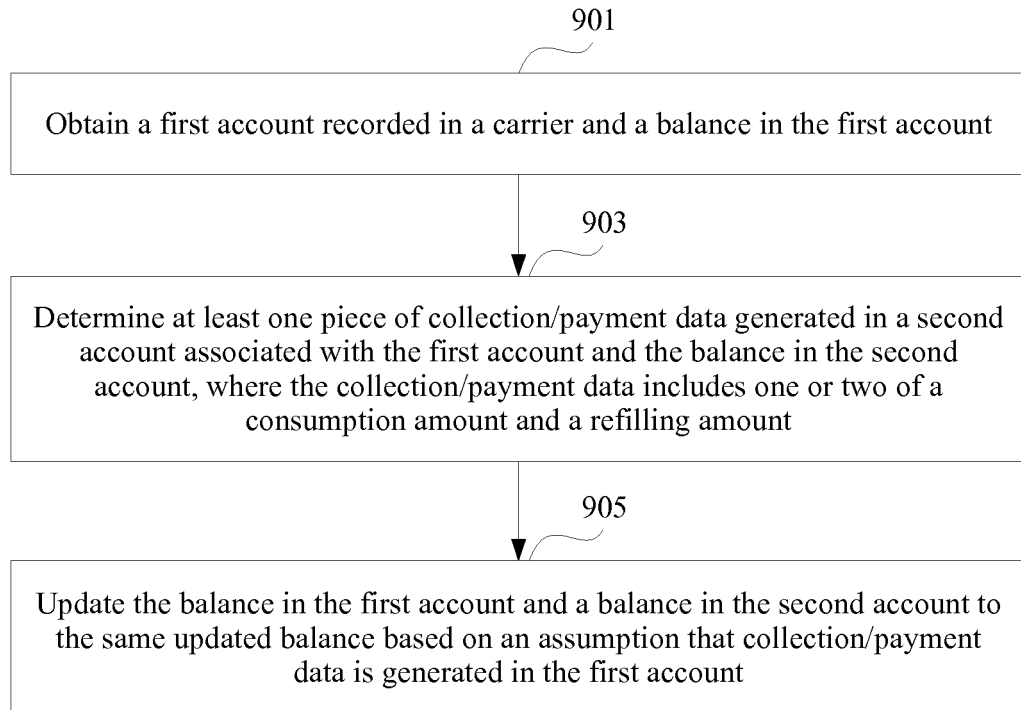 901
Obtain a first account recorded in a carrier and a balance in the first account
903
Determine at least one piece of collection/payment data generated in a second
account associated with the first account and the balance in the second
account, where the collection/payment data includes one or two of a
consumption amount and a refilling amount
905
Update the balance in the first account and a balance in the second account to
the same updated balance based on an assumption that collection/payment
data is generated in the first account